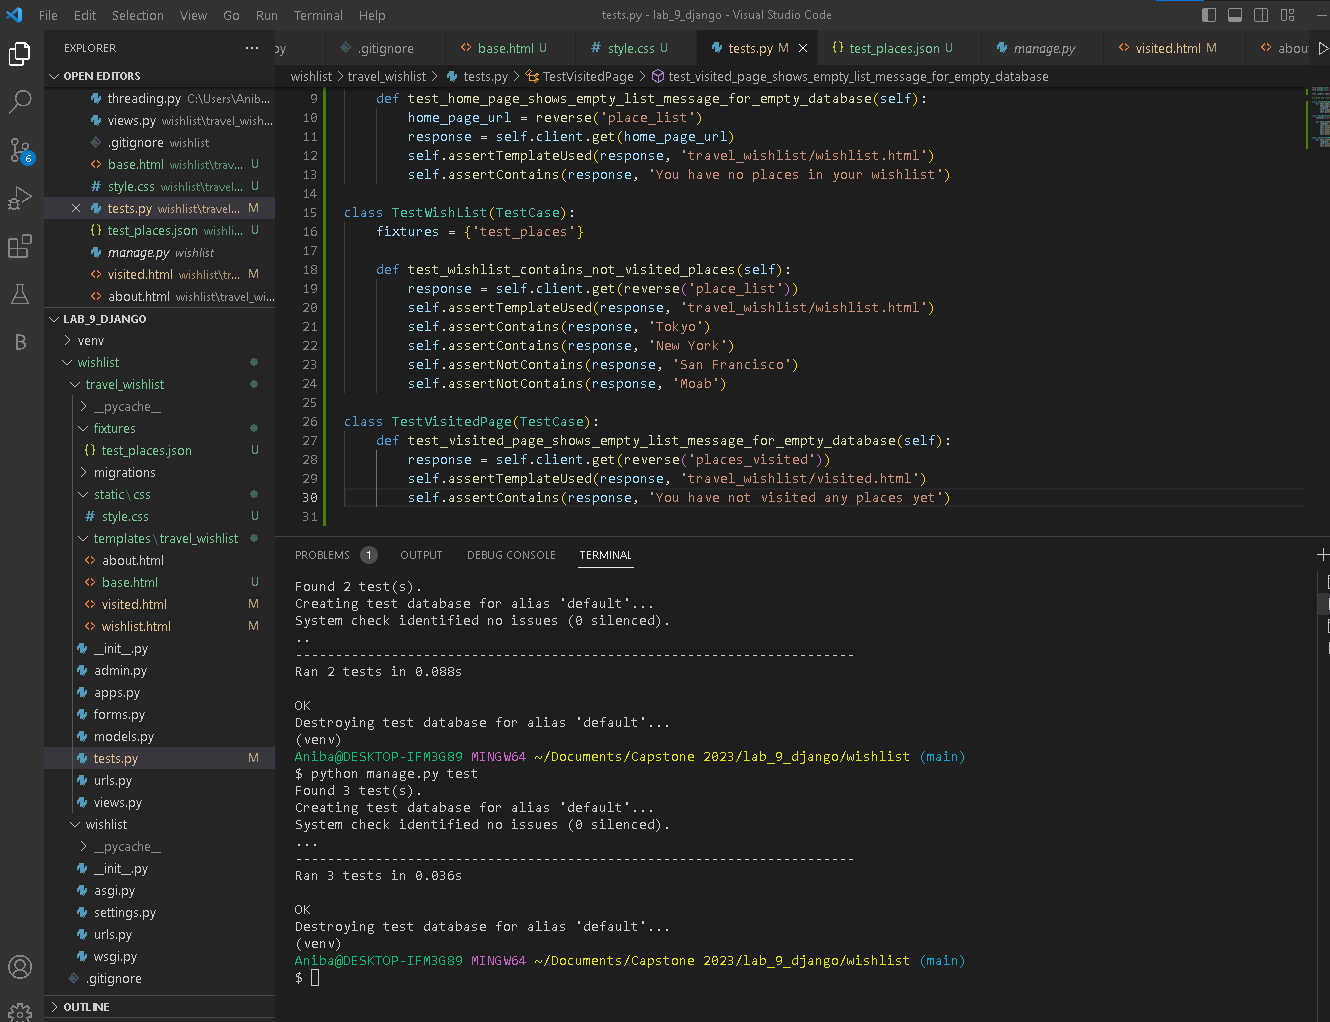 File Edit Selection View Go Run Terminal Help tests.py - lab_9_django - Visual Studio Code
EXPLORER ···
OPEN EDITORS
threading.py C:\Users\Anib...
views.py wishlist\travel_wish...
.gitignore wishlist
base.html wishlist\trav... U
style.css wishlist\travel... U
tests.py wishlist\travel... M
test_places.json wishli... U
manage.py wishlist
visited.html wishlist\tr... M
about.html wishlist\travel_wi...
LAB_9_DJANGO
venv
wishlist
travel_wishlist
__pycache__
fixtures
test_places.json U
migrations
static\css
style.css U
templates\travel_wishlist
about.html
base.html U
visited.html M
wishlist.html M
__init__.py
admin.py
apps.py
forms.py
models.py
tests.py M
urls.py
views.py
wishlist
__pycache__
__init__.py
asgi.py
settings.py
urls.py
wsgi.py
.gitignore
OUTLINE
6
py .gitignore base.html U style.css U tests.py M test_places.json U manage.py visited.html M abou
wishlist > travel_wishlist > tests.py > TestVisitedPage > test_visited_page_shows_empty_list_message_for_empty_database
9 def test_home_page_shows_empty_list_message_for_empty_database(self):
10 home_page_url = reverse('place_list')
11 response = self.client.get(home_page_url)
12 self.assertTemplateUsed(response, 'travel_wishlist/wishlist.html')
13 self.assertContains(response, 'You have no places in your wishlist')
14
15 class TestWishList(TestCase):
16 fixtures = {'test_places'}
17
18 def test_wishlist_contains_not_visited_places(self):
19 response = self.client.get(reverse('place_list'))
20 self.assertTemplateUsed(response, 'travel_wishlist/wishlist.html')
21 self.assertContains(response, 'Tokyo')
22 self.assertContains(response, 'New York')
23 self.assertNotContains(response, 'San Francisco')
24 self.assertNotContains(response, 'Moab')
25
26 class TestVisitedPage(TestCase):
27 def test_visited_page_shows_empty_list_message_for_empty_database(self):
28 response = self.client.get(reverse('places_visited'))
29 self.assertTemplateUsed(response, 'travel_wishlist/visited.html')
30 self.assertContains(response, 'You have not visited any places yet')
31
PROBLEMS 1 OUTPUT DEBUG CONSOLE TERMINAL
Found 2 test(s).
Creating test database for alias 'default'...
System check identified no issues (0 silenced).
..
----------------------------------------------------------------------
Ran 2 tests in 0.088s
OK
Destroying test database for alias 'default'...
(venv)
Aniba@DESKTOP-IFM3G89 MINGW64 ~/Documents/Capstone 2023/lab_9_django/wishlist (main)
$ python manage.py test
Found 3 test(s).
Creating test database for alias 'default'...
System check identified no issues (0 silenced).
...
----------------------------------------------------------------------
Ran 3 tests in 0.036s
OK
Destroying test database for alias 'default'...
(venv)
Aniba@DESKTOP-IFM3G89 MINGW64 ~/Documents/Capstone 2023/lab_9_django/wishlist (main)
$